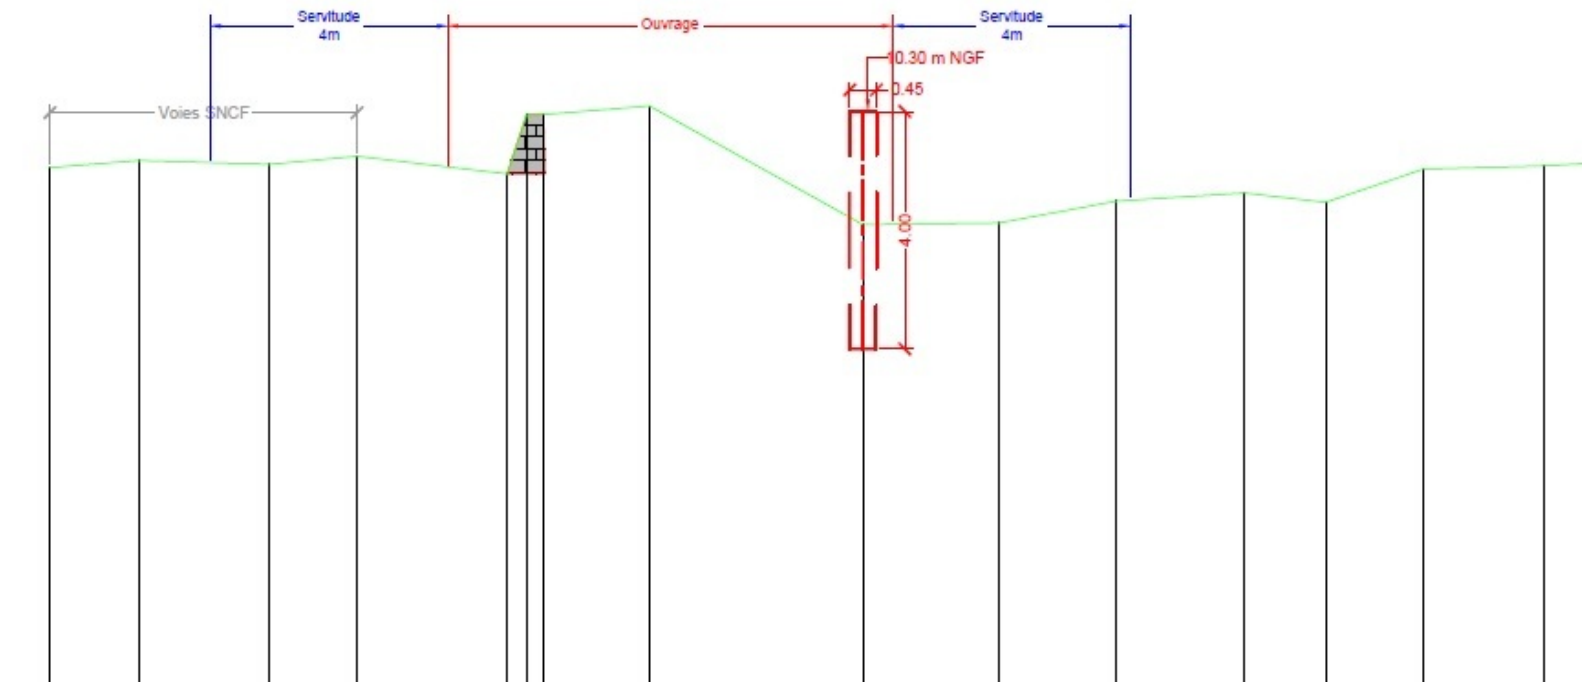 Servitude
4m
Ouvrage
Servitude
4m
10.30 m NGF
0.45
Voies SNCF
4.00